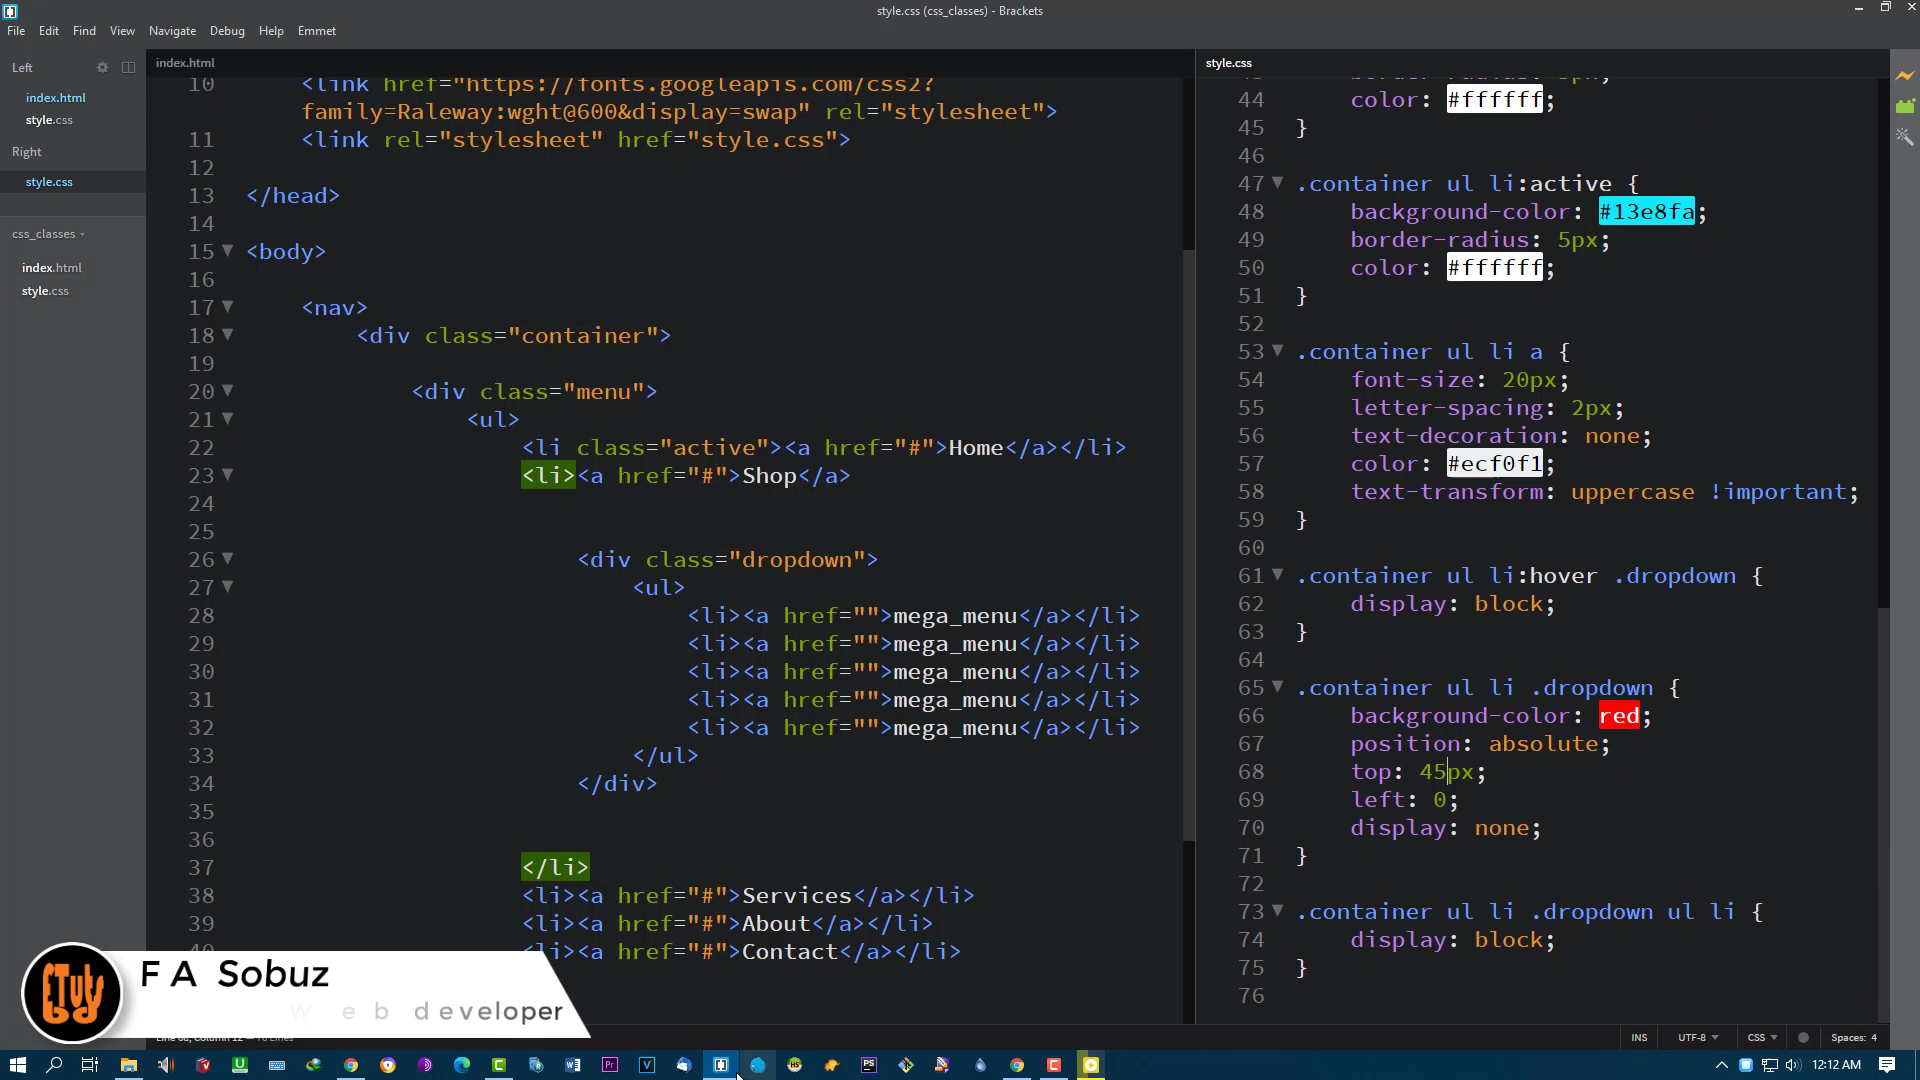 style.css (css_classes) - Brackets
File Edit Find View Navigate Debug Help Emmet
Left
index.html
style.css
Right
style.css
css_classes
index.html
style.css
index.html
10 <link href="https://fonts.googleapis.com/css2?
family=Raleway:wght@600&display=swap" rel="stylesheet">
11 <link rel="stylesheet" href="style.css">
12
13 </head>
14
15 <body>
16
17 <nav>
18 <div class="container">
19
20 <div class="menu">
21 <ul>
22 <li class="active"><a href="#">Home</a></li>
23 <li><a href="#">Shop</a>
24
25
26 <div class="dropdown">
27 <ul>
28 <li><a href="">mega_menu</a></li>
29 <li><a href="">mega_menu</a></li>
30 <li><a href="">mega_menu</a></li>
31 <li><a href="">mega_menu</a></li>
32 <li><a href="">mega_menu</a></li>
33 </ul>
34 </div>
35
36
37 </li>
38 <li><a href="#">Services</a></li>
39 <li><a href="#">About</a></li>
40 <li><a href="#">Contact</a></li>
style.css
44 color: #ffffff;
45 }
46
47 .container ul li:active {
48 background-color: #13e8fa;
49 border-radius: 5px;
50 color: #ffffff;
51 }
52
53 .container ul li a {
54 font-size: 20px;
55 letter-spacing: 2px;
56 text-decoration: none;
57 color: #ecf0f1;
58 text-transform: uppercase !important;
59 }
60
61 .container ul li:hover .dropdown {
62 display: block;
63 }
64
65 .container ul li .dropdown {
66 background-color: red;
67 position: absolute;
68 top: 45px;
69 left: 0;
70 display: none;
71 }
72
73 .container ul li .dropdown ul li {
74 display: block;
75 }
76
F A Sobuz
web developer
INS UTF-8 CSS Spaces: 4
12:12 AM